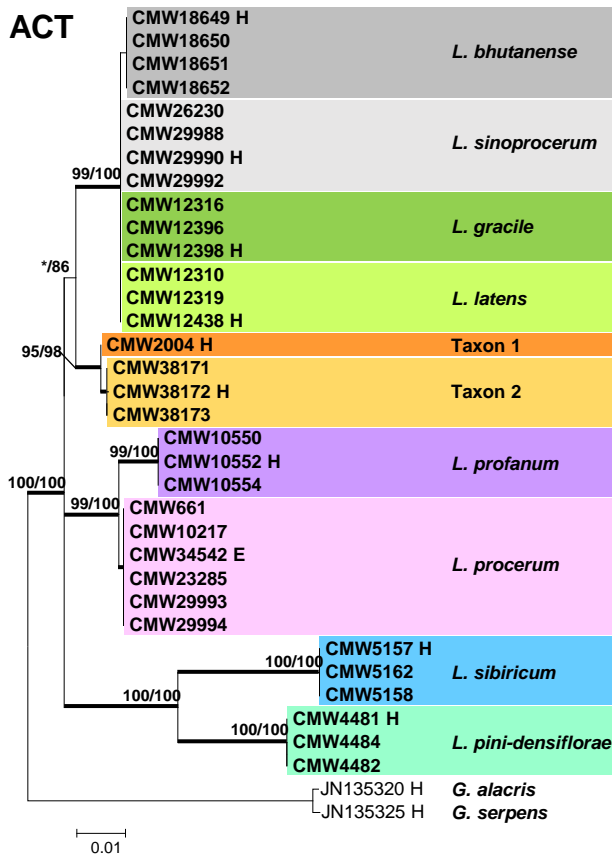 ACT
CMW18649 H
CMW18650
CMW18651
CMW18652
L. bhutanense
CMW26230
CMW29988
CMW29990 H
CMW29992
L. sinoprocerum
99/100
CMW12316
CMW12396
CMW12398 H
L. gracile
CMW12310
CMW12319
CMW12438 H
L. latens
*/86
CMW2004 H
Taxon 1
95/98
CMW38171
CMW38172 H
CMW38173
Taxon 2
99/100
CMW10550
CMW10552 H
CMW10554
L. profanum
100/100
99/100
CMW661
CMW10217
CMW34542 E
CMW23285
CMW29993
CMW29994
L. procerum
100/100
CMW5157 H
CMW5162
CMW5158
L. sibiricum
100/100
100/100
CMW4481 H
CMW4484
CMW4482
L. pini-densiflorae
JN135320 H
G. alacris
JN135325 H
G. serpens
0.01